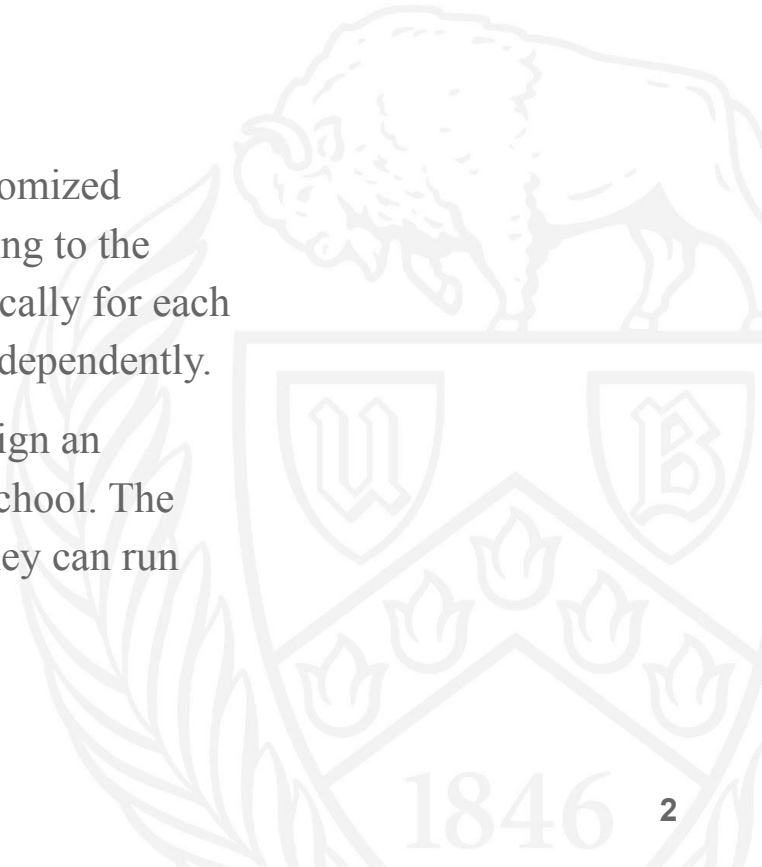 omized
ng to the
cally for each
dependently.
ign an
chool. The
ey can run
U B
1846
2